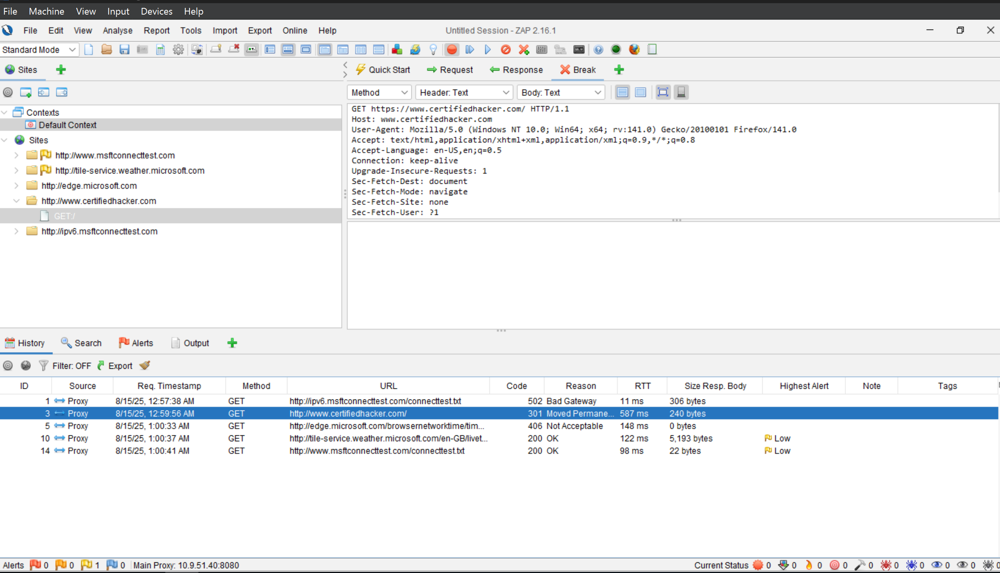 File Machine View Input Devices Help
File Edit View Analyse Report Tools Import Export Online Help Untitled Session - ZAP 2.16.1
Standard Mode
Sites
Quick Start Request Response Break
Method Header: Text Body: Text
Contexts
Default Context
Sites
http://www.msftconnecttest.com
http://tile-service.weather.microsoft.com
http://edge.microsoft.com
http://www.certifiedhacker.com
GET:/
http://ipv6.msftconnecttest.com
GET https://www.certifiedhacker.com/ HTTP/1.1
Host: www.certifiedhacker.com
User-Agent: Mozilla/5.0 (Windows NT 10.0; Win64; x64; rv:141.0) Gecko/20100101 Firefox/141.0
Accept: text/html,application/xhtml+xml,application/xml;q=0.9,*/*;q=0.8
Accept-Language: en-US,en;q=0.5
Connection: keep-alive
Upgrade-Insecure-Requests: 1
Sec-Fetch-Dest: document
Sec-Fetch-Mode: navigate
Sec-Fetch-Site: none
Sec-Fetch-User: ?1
History Search Alerts Output
Filter: OFF Export
ID Source Req. Timestamp Method URL Code Reason RTT Size Resp. Body Highest Alert Note Tags
1 Proxy 8/15/25, 12:57:38 AM GET http://ipv6.msftconnecttest.com/connecttest.txt 502 Bad Gateway 11 ms 306 bytes
3 Proxy 8/15/25, 12:59:56 AM GET http://www.certifiedhacker.com/ 301 Moved Permane... 587 ms 240 bytes
5 Proxy 8/15/25, 1:00:33 AM GET http://edge.microsoft.com/browsernetworktime/tim... 406 Not Acceptable 148 ms 0 bytes
10 Proxy 8/15/25, 1:00:37 AM GET http://tile-service.weather.microsoft.com/en-GB/livet... 200 OK 122 ms 5,193 bytes Low
14 Proxy 8/15/25, 1:00:41 AM GET http://www.msftconnecttest.com/connecttest.txt 200 OK 98 ms 22 bytes Low
Alerts 0 0 1 0 Main Proxy: 10.9.51.40:8080 Current Status 0 0 0 0 0 0 0 0 0 0